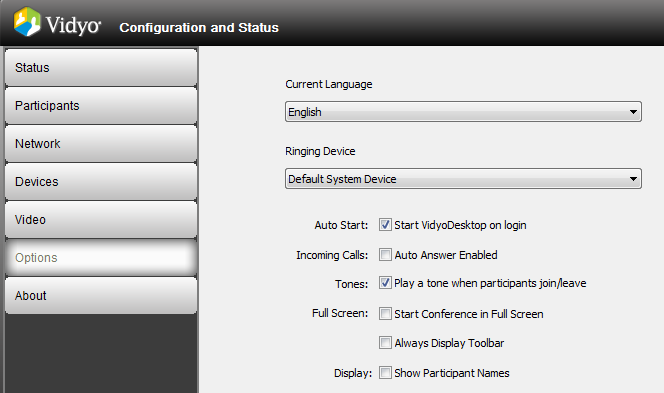 Vidyo® Configuration and Status
Status
Participants
Network
Devices
Video
Options
About
Current Language
English
Ringing Device
Default System Device
Auto Start: Start VidyoDesktop on login
Incoming Calls: Auto Answer Enabled
Tones: Play a tone when participants join/leave
Full Screen: Start Conference in Full Screen
Always Display Toolbar
Display: Show Participant Names